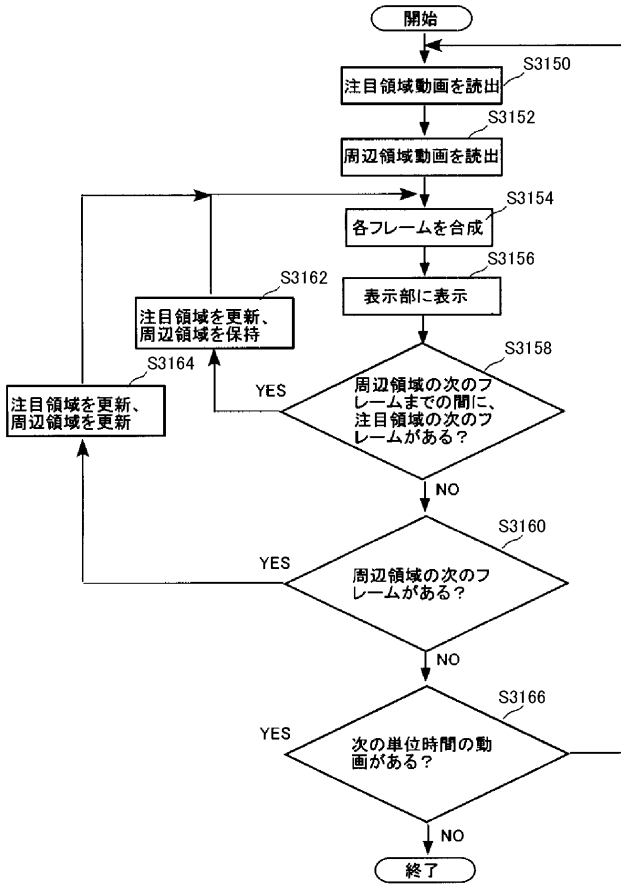 開始
S3150
注目領域動画を読出
S3152
周辺領域動画を読出
S3154
各フレームを合成
S3156
表示部に表示
S3162
注目領域を更新、
周辺領域を保持
S3158
YES
周辺領域の次のフ
レームまでの間に、
注目領域の次のフ
レームがある?
S3164
注目領域を更新、
周辺領域を更新
NO
S3160
YES
周辺領域の次のフ
レームがある?
NO
S3166
YES
次の単位時間の動
画がある?
NO
終了